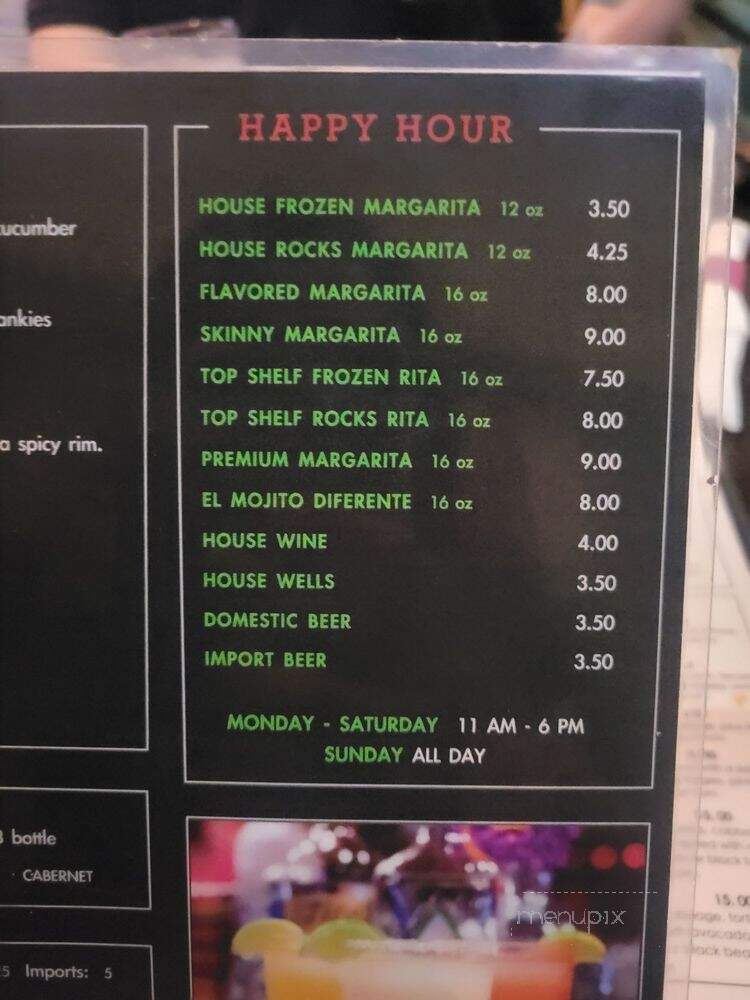 HAPPY HOUR
HOUSE FROZEN MARGARITA 12 oz 3.50
HOUSE ROCKS MARGARITA 12 oz 4.25
FLAVORED MARGARITA 16 oz 8.00
SKINNY MARGARITA 16 oz 9.00
TOP SHELF FROZEN RITA 16 oz 7.50
TOP SHELF ROCKS RITA 16 oz 8.00
PREMIUM MARGARITA 16 oz 9.00
EL MOJITO DIFERENTE 16 oz 8.00
HOUSE WINE 4.00
HOUSE WELLS 3.50
DOMESTIC BEER 3.50
IMPORT BEER 3.50
MONDAY - SATURDAY 11 AM - 6 PM
SUNDAY ALL DAY
a spicy rim.
bottle
· CABERNET
Imports: 5
menupix